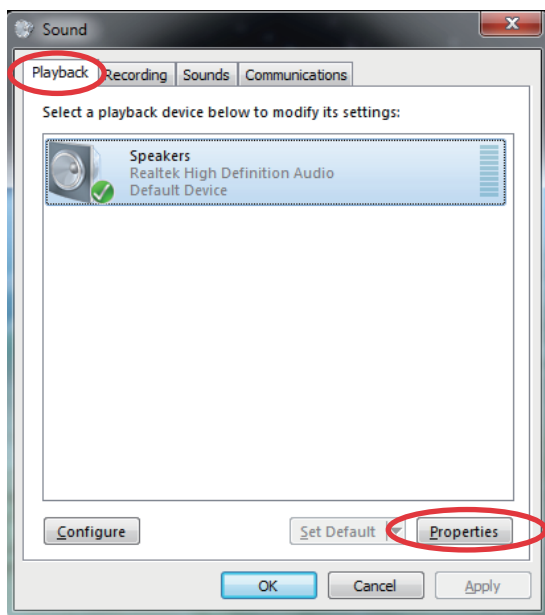 Sound
Playback Recording Sounds Communications
Select a playback device below to modify its settings:
Speakers
Realtek High Definition Audio
Default Device
Configure Set Default Properties
OK Cancel Apply